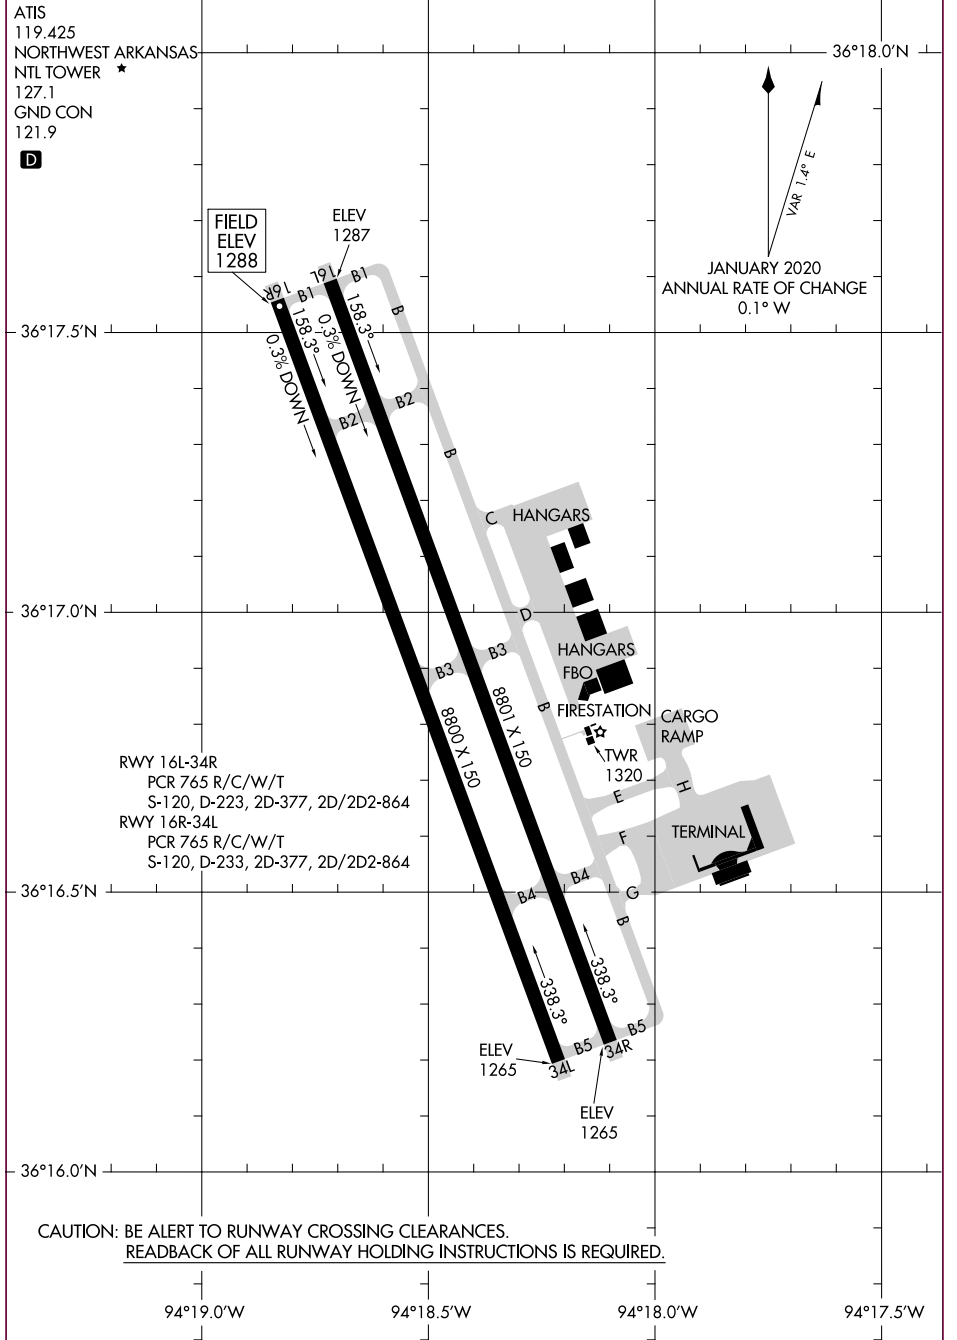 ATIS
119.425
NORTHWEST ARKANSAS
NTL TOWER ★
127.1
GND CON
121.9
D
36°18.0'N
VAR 1.4° E
JANUARY 2020
ANNUAL RATE OF CHANGE
0.1° W
FIELD
ELEV
1288
ELEV
1287
16R
B1
16L
B1
B
36°17.5'N
158.3°
0.3% DOWN
158.3°
0.3% DOWN
B2
B2
B
C
HANGARS
36°17.0'N
D
B3
B3
HANGARS
FBO
B
FIRESTATION
CARGO
RAMP
TWR
1320
8800 X 150
8801 X 150
RWY 16L-34R
PCR 765 R/C/W/T
S-120, D-223, 2D-377, 2D/2D2-864
RWY 16R-34L
PCR 765 R/C/W/T
S-120, D-233, 2D-377, 2D/2D2-864
E
H
F
TERMINAL
36°16.5'N
B4
B4
G
B
338.3°
338.3°
B5
B5
34L
34R
ELEV
1265
ELEV
1265
36°16.0'N
CAUTION: BE ALERT TO RUNWAY CROSSING CLEARANCES.
READBACK OF ALL RUNWAY HOLDING INSTRUCTIONS IS REQUIRED.
94°19.0'W
94°18.5'W
94°18.0'W
94°17.5'W